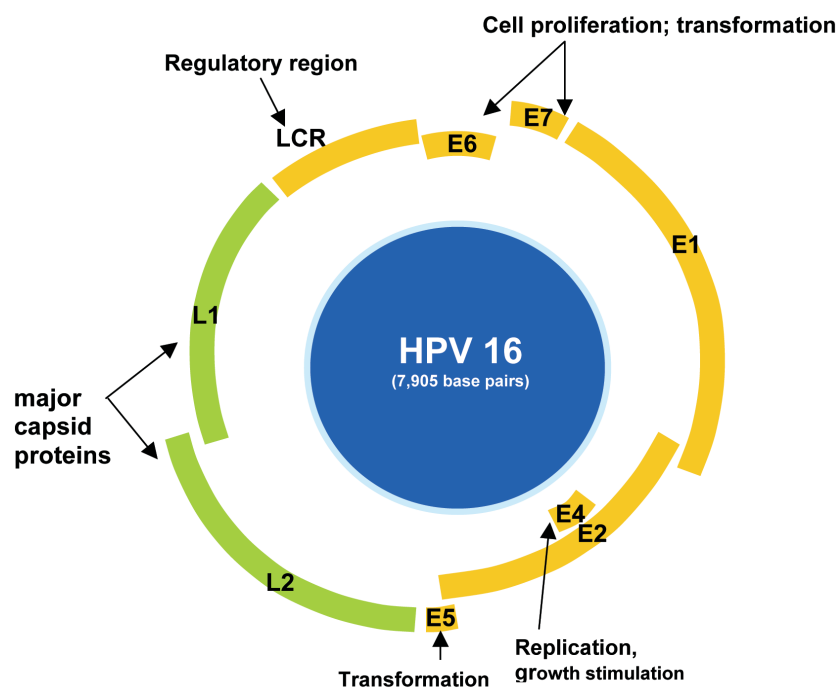 Cell proliferation; transformation
Regulatory region
LCR
E6
E7
E1
L1
HPV 16
(7,905 base pairs)
major
capsid
proteins
E4
E2
L2
E5
Replication,
growth stimulation
Transformation